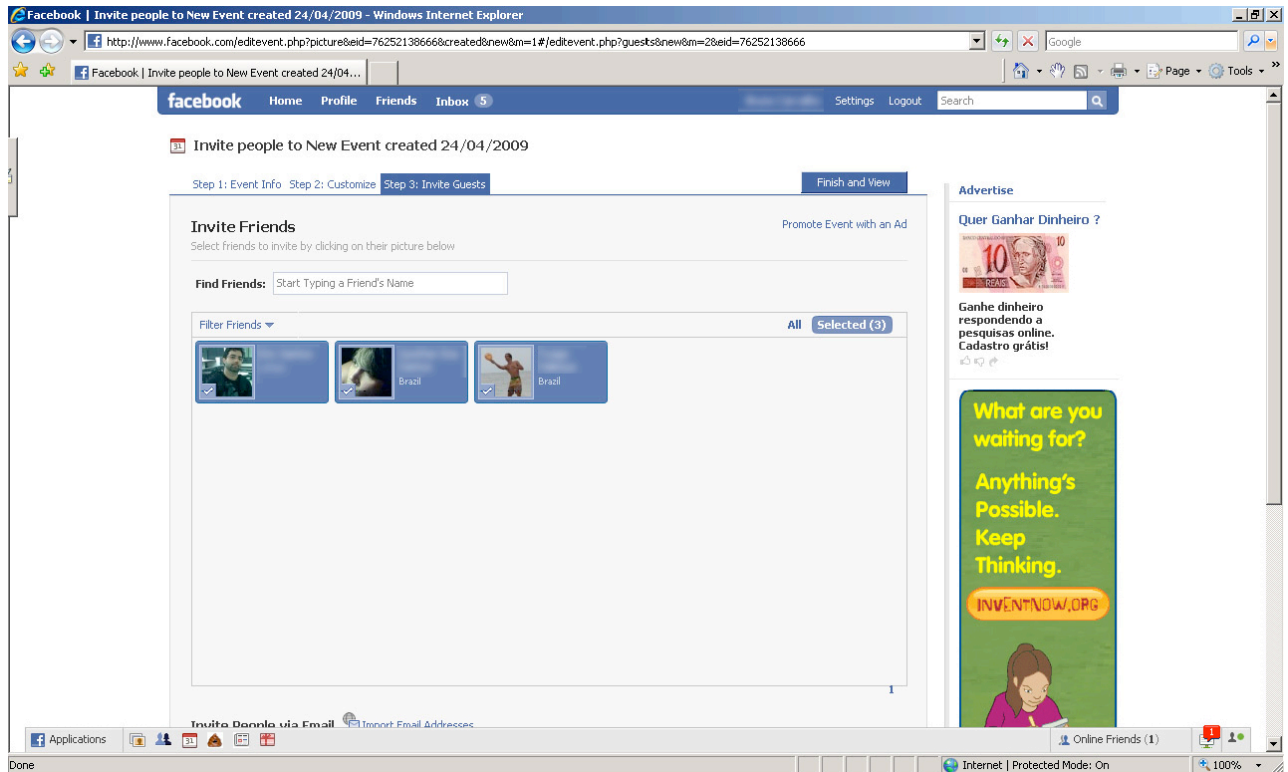 Facebook | Invite people to New Event created 24/04/2009 - Windows Internet Explorer
http://www.facebook.com/editevent.php?picture&eid=76252138666&created&new&m=1#/editevent.php?guests&new&m=2&eid=76252138666
Google
Facebook | Invite people to New Event created 24/04...
Page
Tools
facebook Home Profile Friends Inbox 5
Settings Logout Search
31 Invite people to New Event created 24/04/2009
Step 1: Event Info Step 2: Customize Step 3: Invite Guests
Finish and View
Invite Friends
Promote Event with an Ad
Select friends to invite by clicking on their picture below
Find Friends: Start Typing a Friend's Name
Filter Friends
All Selected (3)
Brazil
Brazil
1
Invite People via Email Import Email Addresses
Advertise
Quer Ganhar Dinheiro ?
10
10
REAIS
Ganhe dinheiro
respondendo a
pesquisas online.
Cadastro grátis!
What are you
waiting for?
Anything's
Possible.
Keep
Thinking.
INVENTNOW.ORG
Applications
31
Online Friends (1)
1
1
Done
Internet | Protected Mode: On
100%